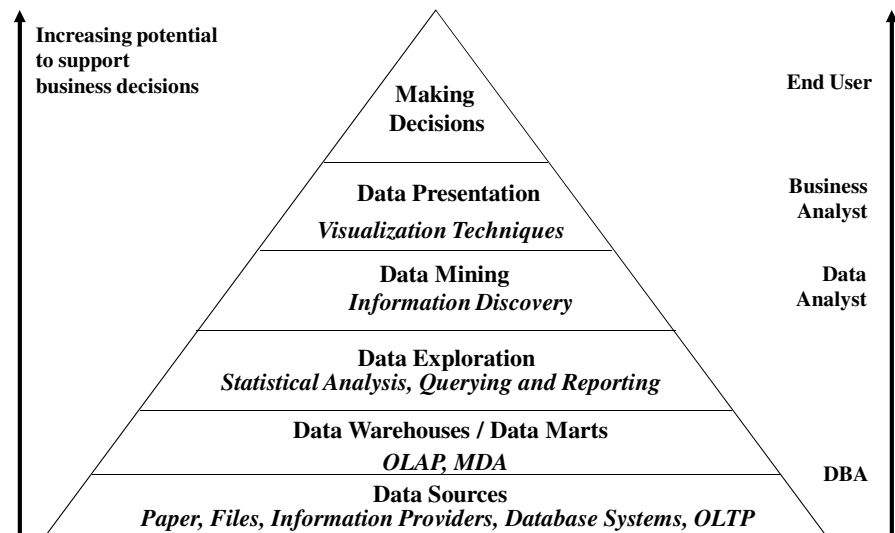 Increasing potential
to support
business decisions
End User
Making
Decisions
Data Presentation
Visualization Techniques
Business
Analyst
Data Mining
Information Discovery
Data
Analyst
Data Exploration
Statistical Analysis, Querying and Reporting
Data Warehouses / Data Marts
OLAP, MDA
DBA
Data Sources
Paper, Files, Information Providers, Database Systems, OLTP